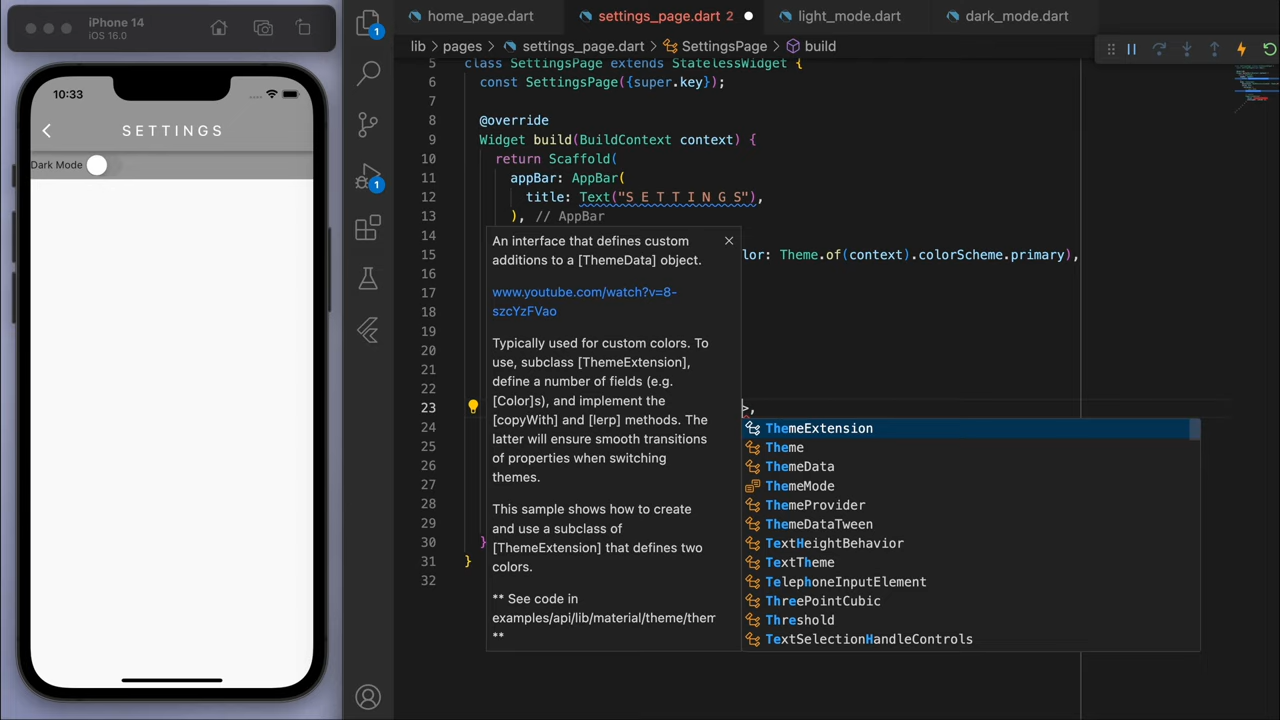 iPhone 14
iOS 16.0
10:33
S E T T I N G S
Dark Mode
1
1
home_page.dart
settings_page.dart 2
light_mode.dart
dark_mode.dart
lib › pages › settings_page.dart › SettingsPage › build
5 class SettingsPage extends StatelessWidget {
6 const SettingsPage({super.key});
7
8 @override
9 Widget build(BuildContext context) {
10 return Scaffold(
11 appBar: AppBar(
12 title: Text("S E T T I N G S"),
13 ), // AppBar
14
15 lor: Theme.of(context).colorScheme.primary),
16
17
18
19
20
21
22
23 >,
24
25
26
27
28
29
30 }
31 }
32
An interface that defines custom
additions to a [ThemeData] object.
www.youtube.com/watch?v=8-
szcYzFVao
Typically used for custom colors. To
use, subclass [ThemeExtension],
define a number of fields (e.g.
[Color]s), and implement the
[copyWith] and [lerp] methods. The
latter will ensure smooth transitions
of properties when switching
themes.
This sample shows how to create
and use a subclass of
[ThemeExtension] that defines two
colors.
** See code in
examples/api/lib/material/theme/them
**
ThemeExtension
Theme
ThemeData
ThemeMode
ThemeProvider
ThemeDataTween
TextHeightBehavior
TextTheme
TelephoneInputElement
ThreePointCubic
Threshold
TextSelectionHandleControls